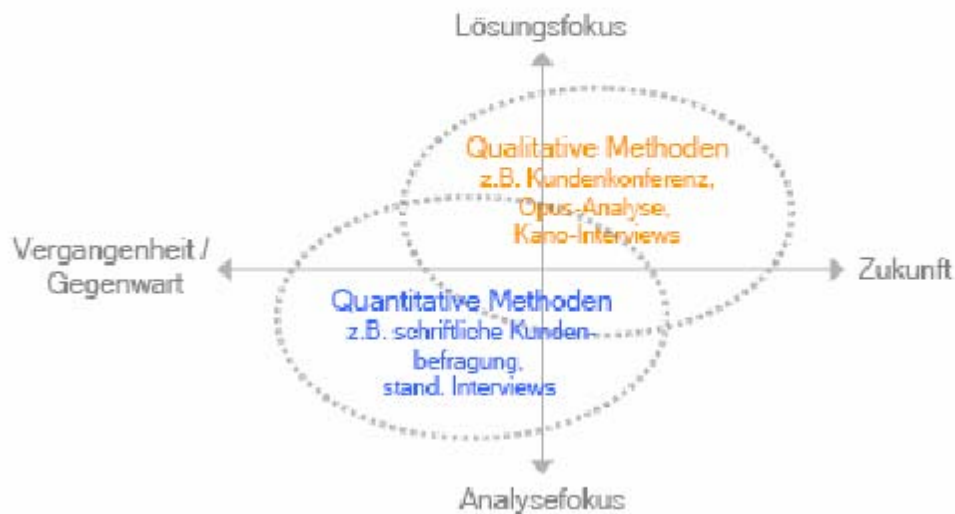 Lösungsfokus
Qualitative Methoden
z.B. Kundenkonferenz,
Opus-Analyse,
Kano-Interviews
Vergangenheit /
Gegenwart
Zukunft
Quantitative Methoden
z.B. schriftliche Kunden-
befragung,
stand. Interviews
Analysefokus